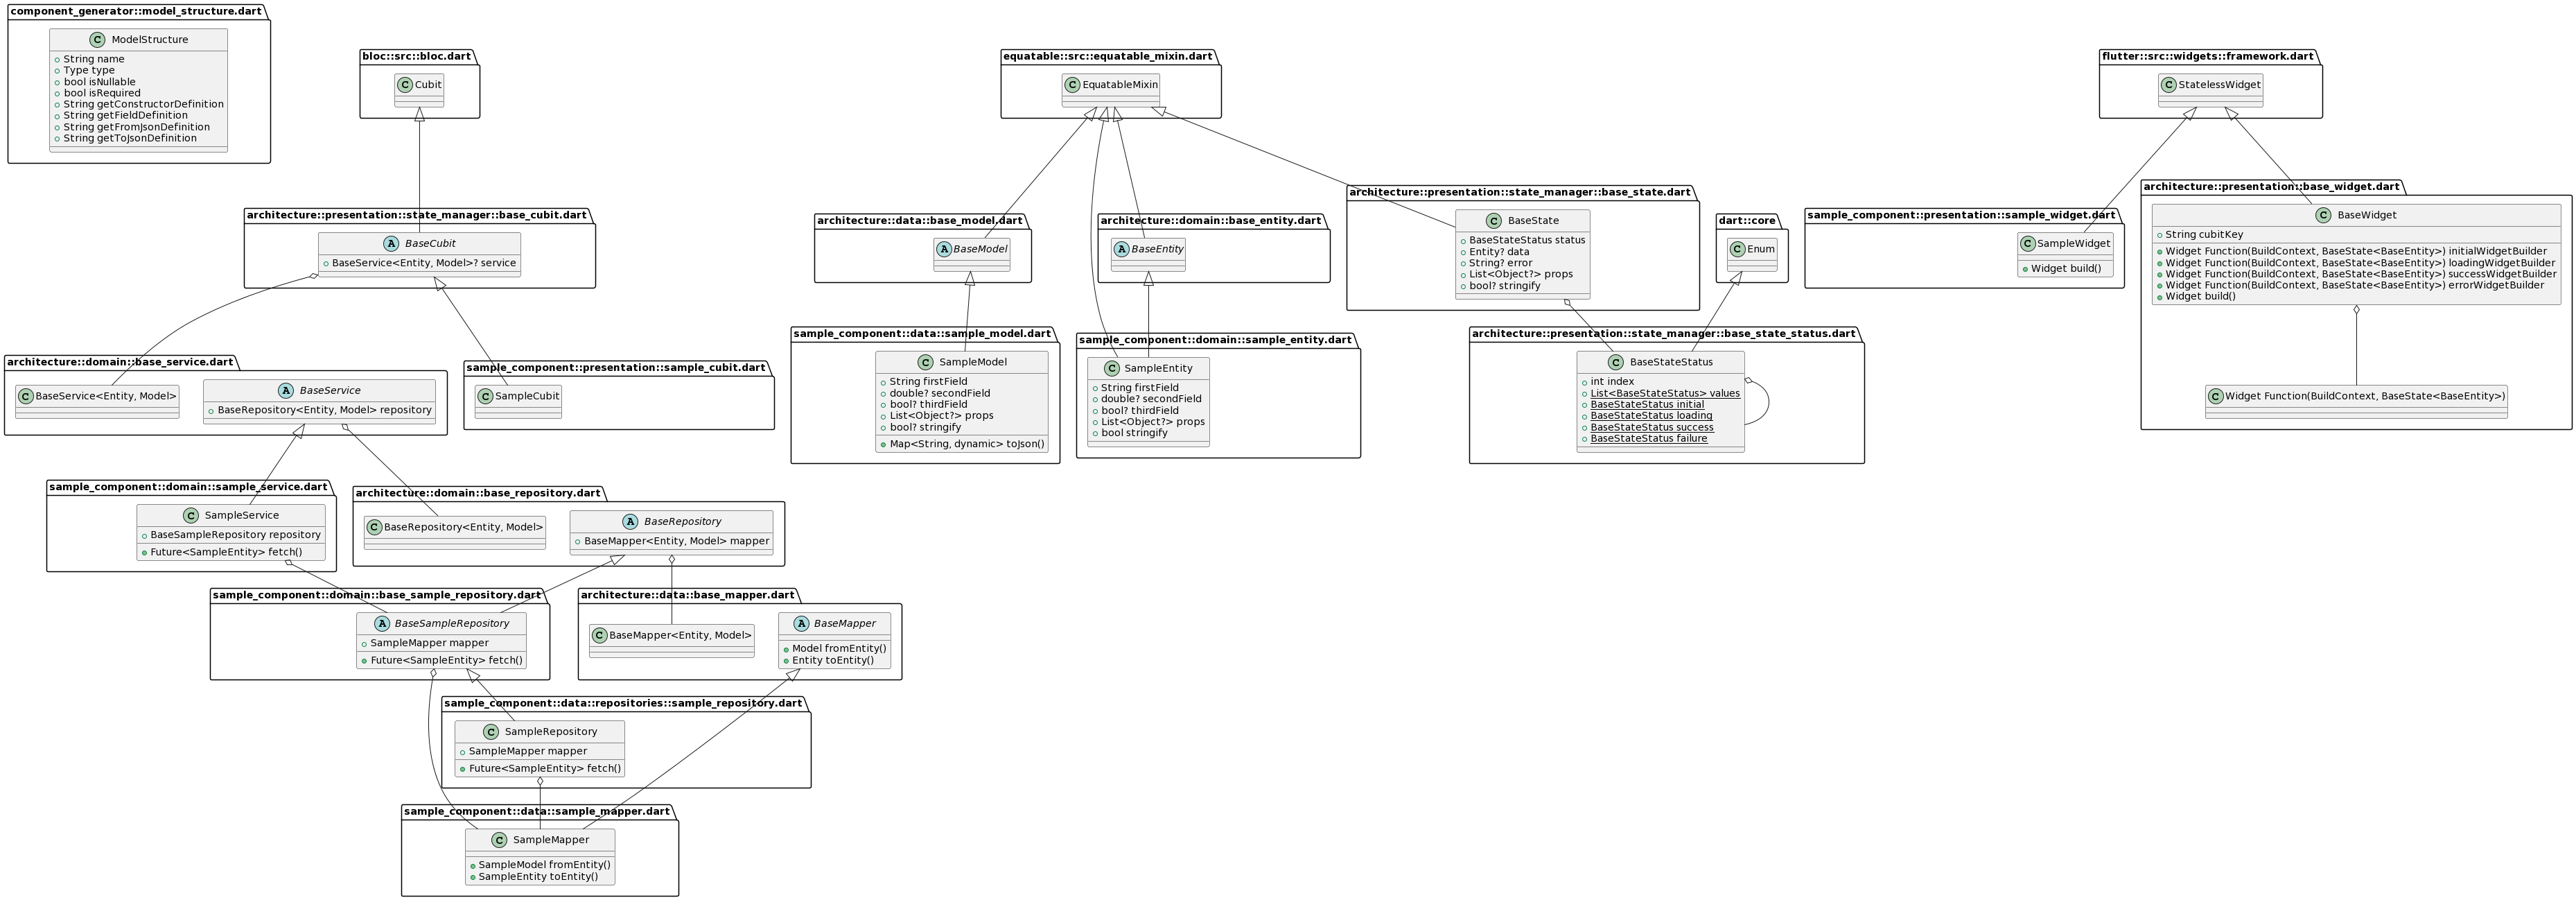 component_generator::model_structure.dart
C ModelStructure
String name
Type type
bool isNullable
bool isRequired
String getConstructorDefinition
String getFieldDefinition
String getFromJsonDefinition
String getToJsonDefinition
bloc::src::bloc.dart
C Cubit
equatable::src::equatable_mixin.dart
C EquatableMixin
flutter::src::widgets::framework.dart
C StatelessWidget
architecture::presentation::state_manager::base_cubit.dart
A BaseCubit
BaseService<Entity, Model>? service
architecture::data::base_model.dart
A BaseModel
architecture::domain::base_entity.dart
A BaseEntity
architecture::presentation::state_manager::base_state.dart
C BaseState
BaseStateStatus status
Entity? data
String? error
List<Object?> props
bool? stringify
dart::core
C Enum
sample_component::presentation::sample_widget.dart
C SampleWidget
Widget build()
architecture::presentation::base_widget.dart
C BaseWidget
String cubitKey
Widget Function(BuildContext, BaseState<BaseEntity>) initialWidgetBuilder
Widget Function(BuildContext, BaseState<BaseEntity>) loadingWidgetBuilder
Widget Function(BuildContext, BaseState<BaseEntity>) successWidgetBuilder
Widget Function(BuildContext, BaseState<BaseEntity>) errorWidgetBuilder
Widget build()
C Widget Function(BuildContext, BaseState<BaseEntity>)
architecture::domain::base_service.dart
C BaseService<Entity, Model>
A BaseService
BaseRepository<Entity, Model> repository
sample_component::presentation::sample_cubit.dart
C SampleCubit
sample_component::data::sample_model.dart
C SampleModel
String firstField
double? secondField
bool? thirdField
List<Object?> props
bool? stringify
Map<String, dynamic> toJson()
sample_component::domain::sample_entity.dart
C SampleEntity
String firstField
double? secondField
bool? thirdField
List<Object?> props
bool stringify
architecture::presentation::state_manager::base_state_status.dart
C BaseStateStatus
int index
List<BaseStateStatus> values
BaseStateStatus initial
BaseStateStatus loading
BaseStateStatus success
BaseStateStatus failure
sample_component::domain::sample_service.dart
C SampleService
BaseSampleRepository repository
Future<SampleEntity> fetch()
architecture::domain::base_repository.dart
C BaseRepository<Entity, Model>
A BaseRepository
BaseMapper<Entity, Model> mapper
sample_component::domain::base_sample_repository.dart
A BaseSampleRepository
SampleMapper mapper
Future<SampleEntity> fetch()
architecture::data::base_mapper.dart
C BaseMapper<Entity, Model>
A BaseMapper
Model fromEntity()
Entity toEntity()
sample_component::data::repositories::sample_repository.dart
C SampleRepository
SampleMapper mapper
Future<SampleEntity> fetch()
sample_component::data::sample_mapper.dart
C SampleMapper
SampleModel fromEntity()
SampleEntity toEntity()